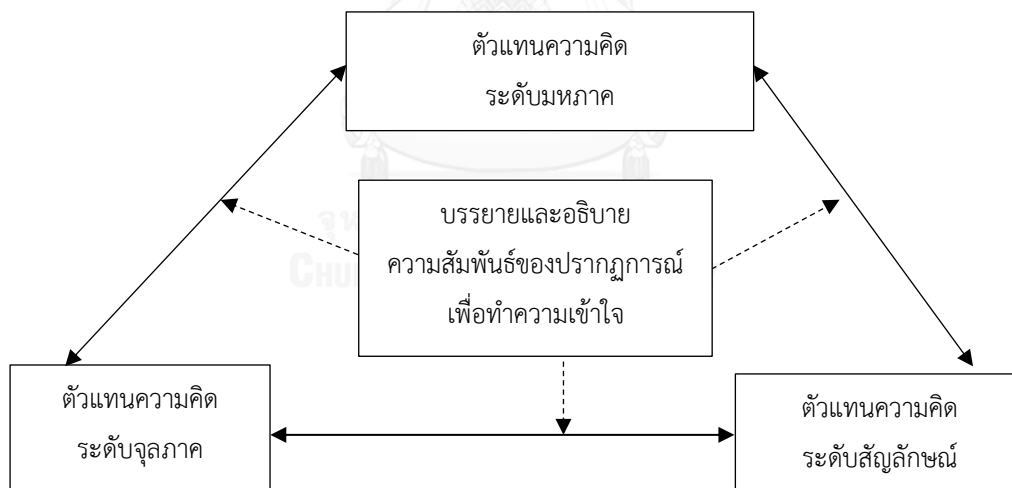 ตัวแทนความคิด
ระดับมหภาค
บรรยายและอธิบาย
ความสัมพันธ์ของปรากฏการณ์
เพื่อทำความเข้าใจ
ตัวแทนความคิด
ระดับจุลภาค
ตัวแทนความคิด
ระดับสัญลักษณ์